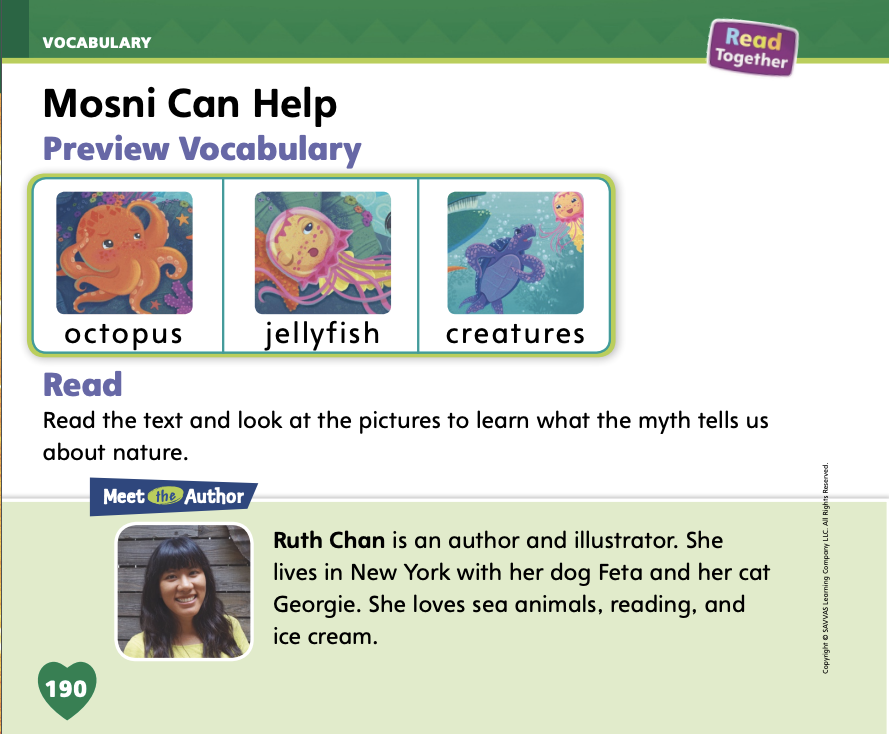 VOCABULARY
Read
Together
Mosni Can Help
Preview Vocabulary
octopus
jellyfish
creatures
Read
Read the text and look at the pictures to learn what the myth tells us
about nature.
Meet the Author
Ruth Chan is an author and illustrator. She
lives in New York with her dog Feta and her cat
Georgie. She loves sea animals, reading, and
ice cream.
Copyright © SAVVAS Learning Company LLC. All Rights Reserved.
190